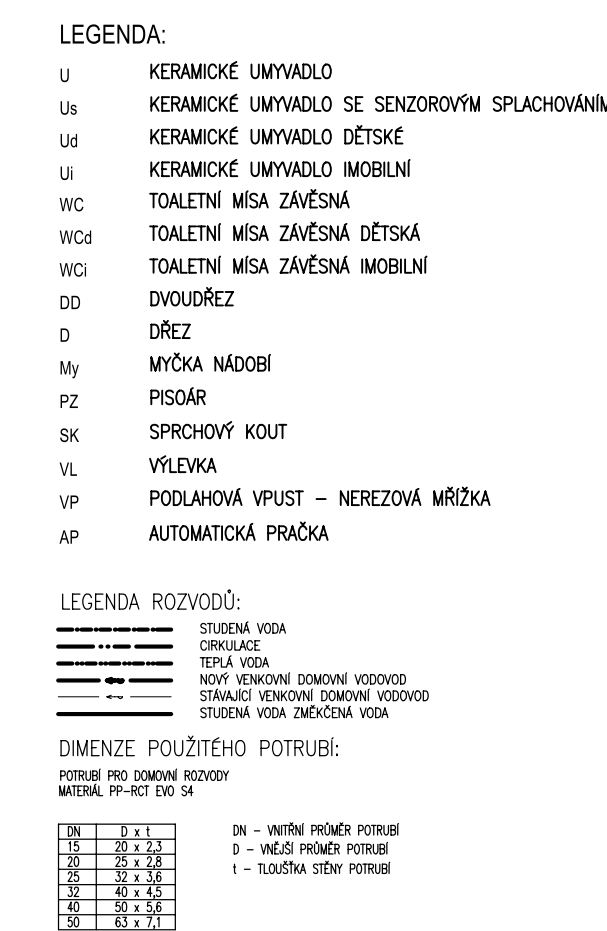 LEGENDA:
U KERAMICKÉ UMYVADLO
Us KERAMICKÉ UMYVADLO SE SENZOROVÝM SPLACHOVÁNÍM
Ud KERAMICKÉ UMYVADLO DĚTSKÉ
Ui KERAMICKÉ UMYVADLO IMOBILNÍ
WC TOALETNÍ MÍSA ZÁVĚSNÁ
WCd TOALETNÍ MÍSA ZÁVĚSNÁ DĚTSKÁ
WCi TOALETNÍ MÍSA ZÁVĚSNÁ IMOBILNÍ
DD DVOUDŘEZ
D DŘEZ
My MYČKA NÁDOBÍ
PZ PISOÁR
SK SPRCHOVÝ KOUT
VL VÝLEVKA
VP PODLAHOVÁ VPUST – NEREZOVÁ MŘÍŽKA
AP AUTOMATICKÁ PRAČKA
LEGENDA ROZVODŮ:
STUDENÁ VODA
CIRKULACE
TEPLÁ VODA
NOVÝ VENKOVNÍ DOMOVNÍ VODOVOD
STÁVAJÍCÍ VENKOVNÍ DOMOVNÍ VODOVOD
STUDENÁ VODA ZMĚKČENÁ VODA
DIMENZE POUŽITÉHO POTRUBÍ:
POTRUBÍ PRO DOMOVNÍ ROZVODY
MATERIÁL PP-RCT EVO S4
DN D x t
15 20 x 2,3
20 25 x 2,8
25 32 x 3,6
32 40 x 4,5
40 50 x 5,6
50 63 x 7,1
DN – VNITŘNÍ PRŮMĚR POTRUBÍ
D – VNĚJŠÍ PRŮMĚR POTRUBÍ
t – TLOUŠŤKA STĚNY POTRUBÍ